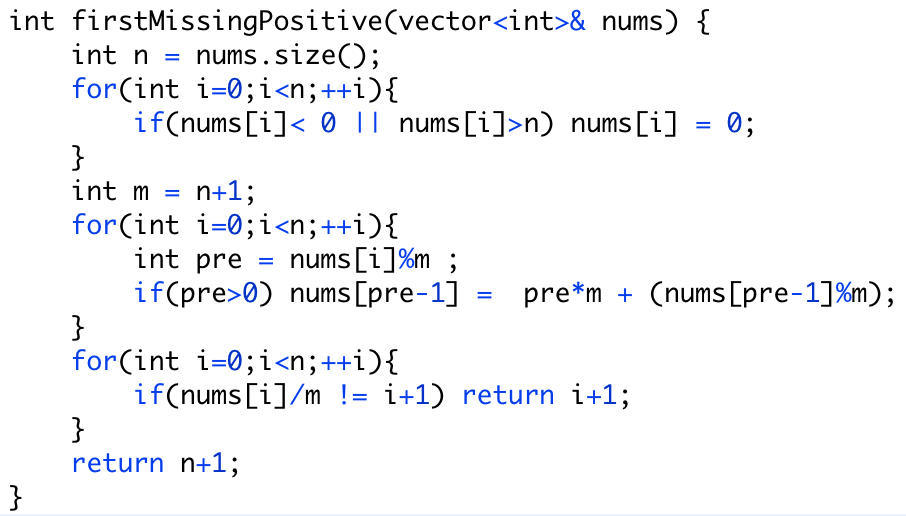 int firstMissingPositive(vector<int>& nums) {
    int n = nums.size();
    for(int i=0;i<n;++i){
        if(nums[i]< 0 || nums[i]>n) nums[i] = 0;
    }
    int m = n+1;
    for(int i=0;i<n;++i){
        int pre = nums[i]%m ;
        if(pre>0) nums[pre-1] =  pre*m + (nums[pre-1]%m);
    }
    for(int i=0;i<n;++i){
        if(nums[i]/m != i+1) return i+1;
    }
    return n+1;
}